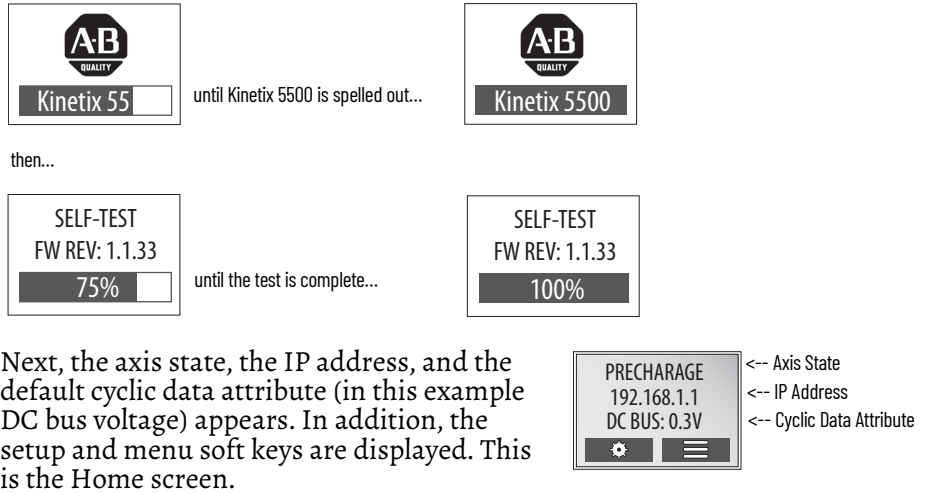 A·B
QUALITY
Kinetix 55
until Kinetix 5500 is spelled out...
A·B
QUALITY
Kinetix 5500
then...
SELF-TEST
FW REV: 1.1.33
75%
until the test is complete...
SELF-TEST
FW REV: 1.1.33
100%
Next, the axis state, the IP address, and the
default cyclic data attribute (in this example
DC bus voltage) appears. In addition, the
setup and menu soft keys are displayed. This
is the Home screen.
PRECHARAGE
192.168.1.1
DC BUS: 0.3V
<-- Axis State
<-- IP Address
<-- Cyclic Data Attribute